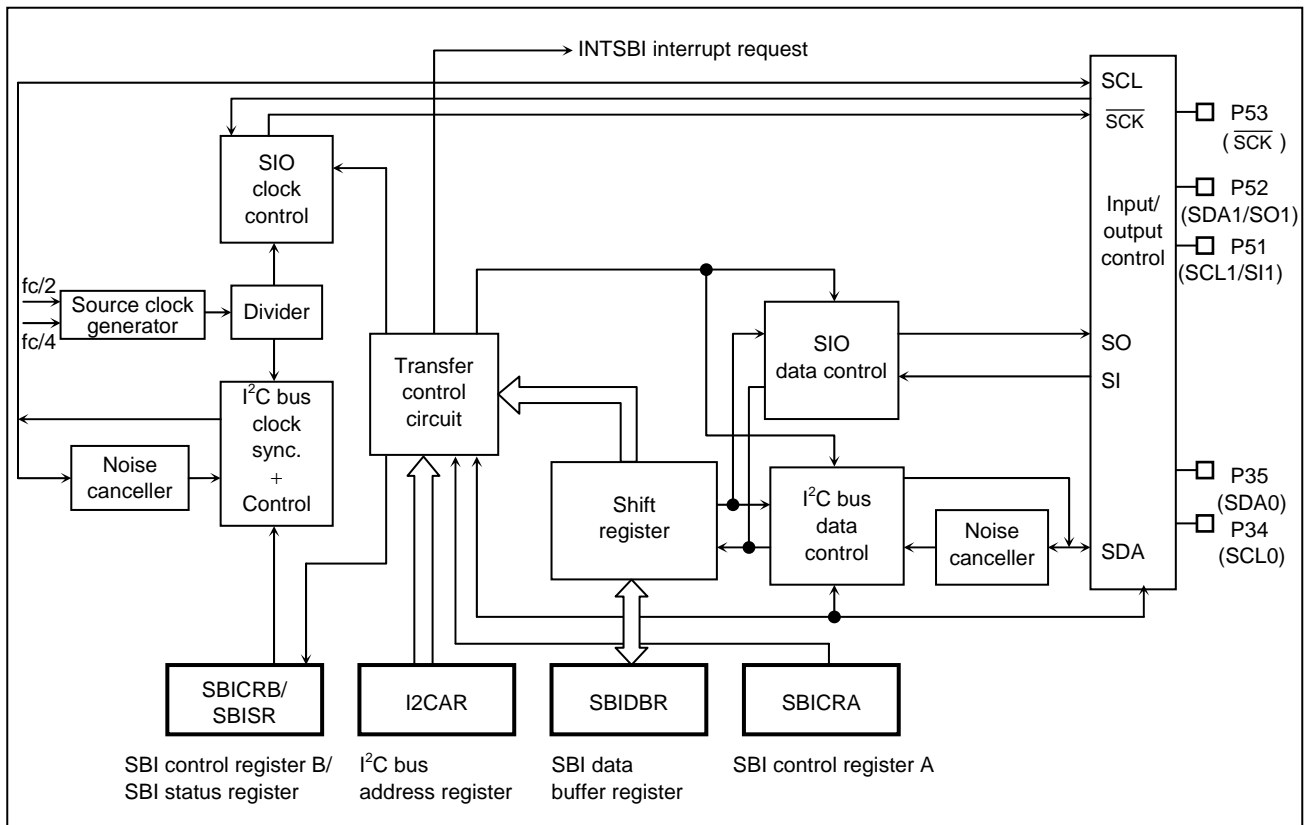 INTSBI interrupt request
SCL
SCK
P53
(SCK)
SIO
clock
control
P52
(SDA1/SO1)
Input/
output
control
P51
(SCL1/SI1)
fc/2
fc/4
Source clock
generator
Divider
Transfer
control
circuit
SIO
data control
SO
SI
I²C bus
clock
sync.
+
Control
Noise
canceller
Shift
register
I²C bus
data
control
Noise
canceller
SDA
P35
(SDA0)
P34
(SCL0)
SBICRB/
SBISR
I2CAR
SBIDBR
SBICRA
SBI control register B/
SBI status register
I²C bus
address register
SBI data
buffer register
SBI control register A